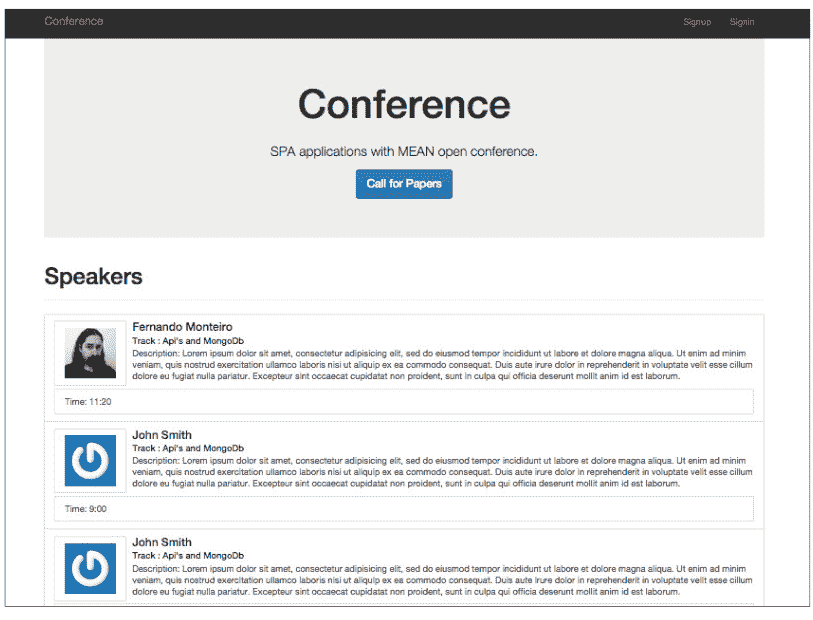 Conference
Signup Signin
Conference
SPA applications with MEAN open conference.
Call for Papers
Speakers
Fernando Monteiro
Track : Api's and MongoDb
Description: Lorem ipsum dolor sit amet, consectetur adipisicing elit, sed do eiusmod tempor incididunt ut labore et dolore magna aliqua. Ut enim ad minim
veniam, quis nostrud exercitation ullamco laboris nisi ut aliquip ex ea commodo consequat. Duis aute irure dolor in reprehenderit in voluptate velit esse cillum
dolore eu fugiat nulla pariatur. Excepteur sint occaecat cupidatat non proident, sunt in culpa qui officia deserunt mollit anim id est laborum.
Time: 11:20
John Smith
Track : Api's and MongoDb
Description: Lorem ipsum dolor sit amet, consectetur adipisicing elit, sed do eiusmod tempor incididunt ut labore et dolore magna aliqua. Ut enim ad minim
veniam, quis nostrud exercitation ullamco laboris nisi ut aliquip ex ea commodo consequat. Duis aute irure dolor in reprehenderit in voluptate velit esse cillum
dolore eu fugiat nulla pariatur. Excepteur sint occaecat cupidatat non proident, sunt in culpa qui officia deserunt mollit anim id est laborum.
Time: 9:00
John Smith
Track : Api's and MongoDb
Description: Lorem ipsum dolor sit amet, consectetur adipisicing elit, sed do eiusmod tempor incididunt ut labore et dolore magna aliqua. Ut enim ad minim
veniam, quis nostrud exercitation ullamco laboris nisi ut aliquip ex ea commodo consequat. Duis aute irure dolor in reprehenderit in voluptate velit esse cillum
dolore eu fugiat nulla pariatur. Excepteur sint occaecat cupidatat non proident, sunt in culpa qui officia deserunt mollit anim id est laborum.